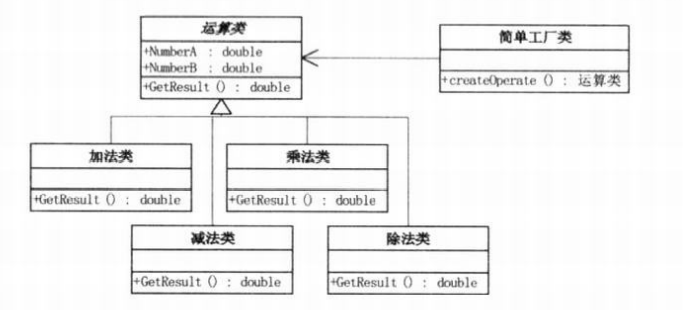 运算类
+NumberA : double
+NumberB : double
+GetResult () : double
简单工厂类
+createOperate () : 运算类
加法类
+GetResult () : double
乘法类
+GetResult () : double
减法类
+GetResult () : double
除法类
+GetResult () : double